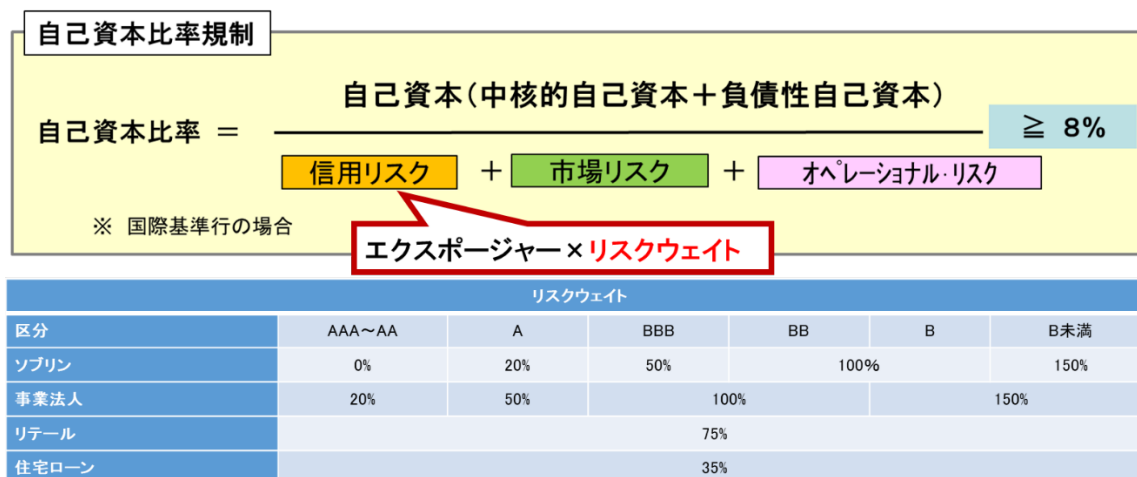 自己資本比率規制
自己資本(中核的自己資本+負債性自己資本)
自己資本比率 = ≧ 8%
信用リスク + 市場リスク + オペレーショナル・リスク
※ 国際基準行の場合
エクスポージャー×リスクウェイト
リスクウェイト
区分 AAA~AA A BBB BB B B未満
ソブリン 0% 20% 50% 100% 150%
事業法人 20% 50% 100% 150%
リテール 75%
住宅ローン 35%